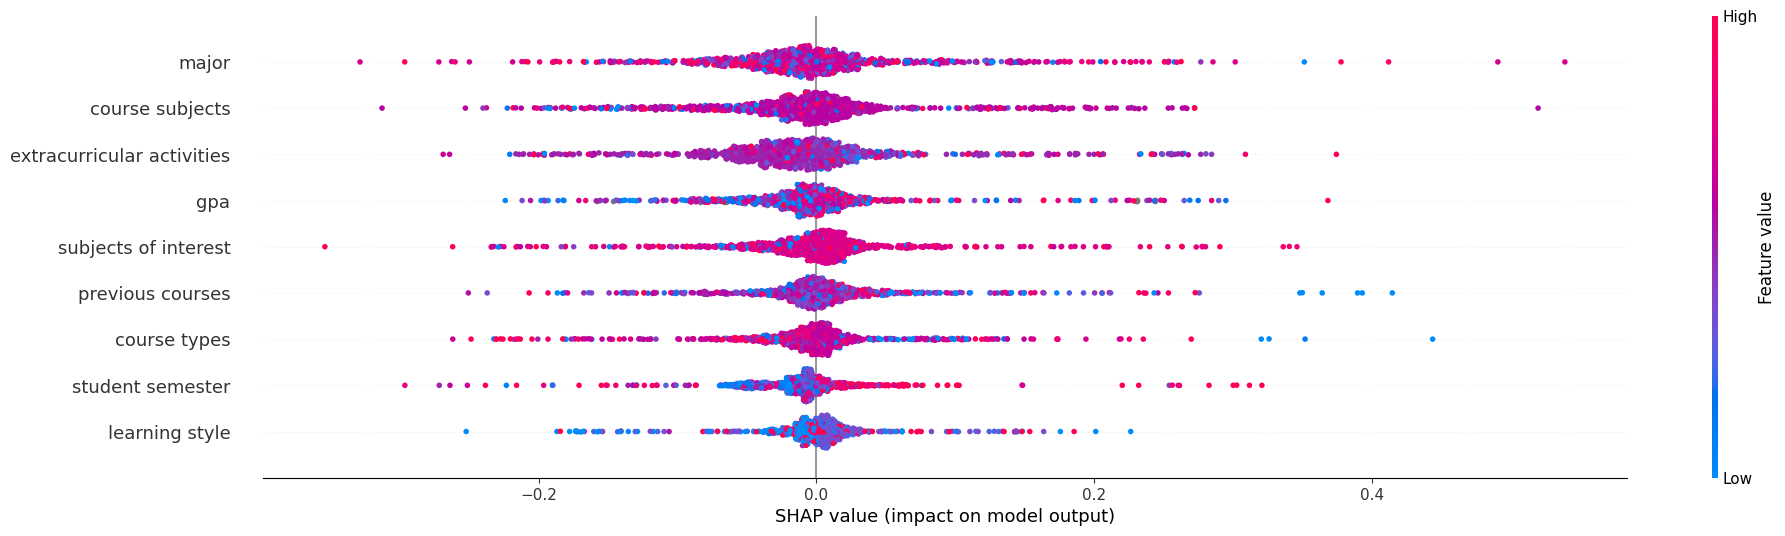 High
major
course subjects
extracurricular activities
gpa
subjects of interest
previous courses
course types
student semester
learning style
Feature value
Low
−0.2 0.0 0.2 0.4
SHAP value (impact on model output)